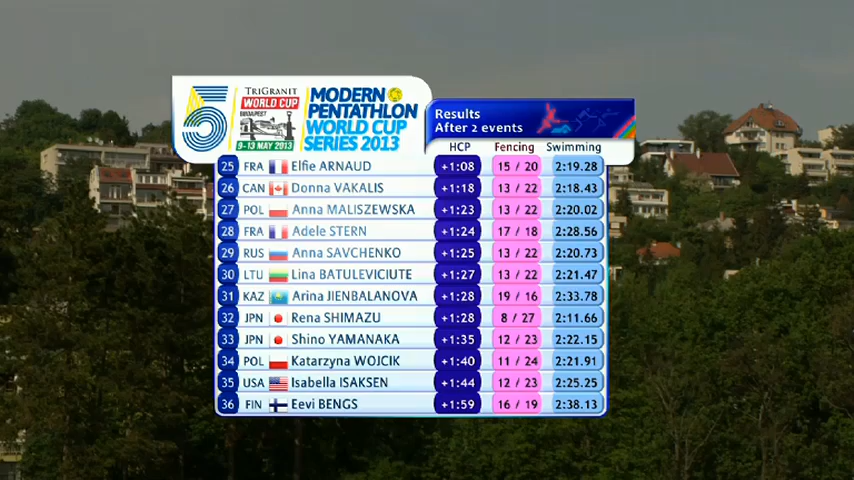 5
TRIGRANIT
WORLD CUP
BUDAPEST
9-13 MAY 2013
MODERN
PENTATHLON
WORLD CUP
SERIES 2013
Results
After 2 events
HCP Fencing Swimming
25 FRA Elfie ARNAUD +1:08 15 / 20 2:19.28
26 CAN Donna VAKALIS +1:18 13 / 22 2:18.43
27 POL Anna MALISZEWSKA +1:23 13 / 22 2:20.02
28 FRA Adele STERN +1:24 17 / 18 2:28.56
29 RUS Anna SAVCHENKO +1:25 13 / 22 2:20.73
30 LTU Lina BATULEVICIUTE +1:27 13 / 22 2:21.47
31 KAZ Arina JIENBALANOVA +1:28 19 / 16 2:33.78
32 JPN Rena SHIMAZU +1:28 8 / 27 2:11.66
33 JPN Shino YAMANAKA +1:35 12 / 23 2:22.15
34 POL Katarzyna WOJCIK +1:40 11 / 24 2:21.91
35 USA Isabella ISAKSEN +1:44 12 / 23 2:25.25
36 FIN Eevi BENGS +1:59 16 / 19 2:38.13